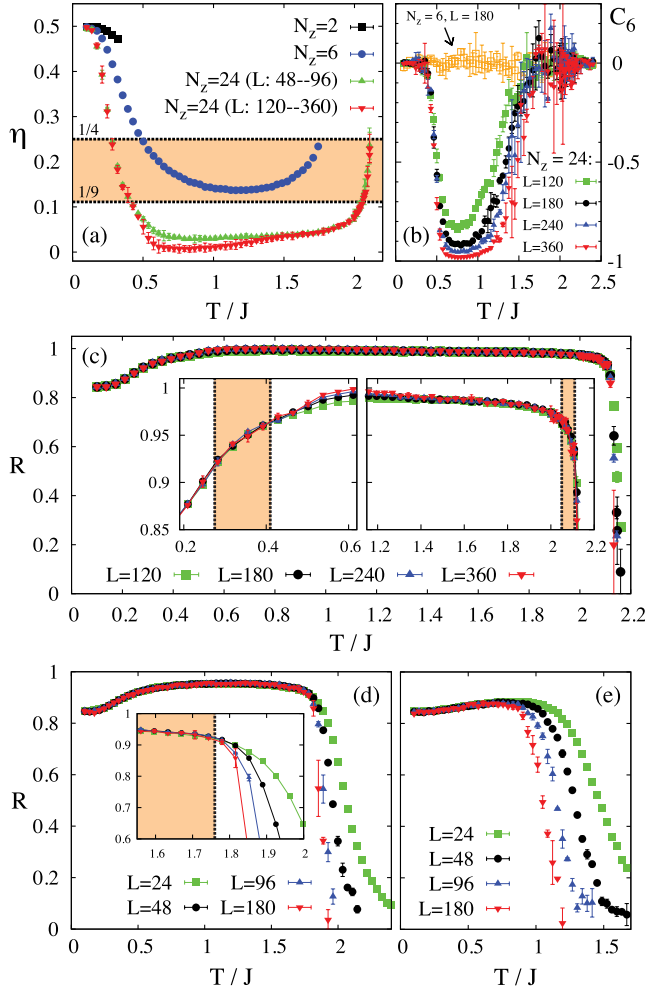 0.5
0.4
0.3
0.2
0.1
0
η
N_z=2
N_z=6
N_z=24 (L: 48--96)
N_z=24 (L: 120--360)
1/4
1/9
(a)
0
0.5
1
1.5
2
T / J
N_z = 6, L = 180
C_6
0
-0.5
-1
N_z = 24:
L=120
L=180
L=240
L=360
(b)
0
0.5
1.0
1.5
2.0
2.5
T / J
(c)
1
0.8
0.6
0.4
0.2
0
R
1
0.95
0.9
0.85
0.2
0.4
0.6
1.2
1.4
1.6
1.8
2.0
2.2
L=120
L=180
L=240
L=360
0
0.2
0.4
0.6
0.8
1
1.2
1.4
1.6
1.8
2
2.2
T / J
(d)
1
0.8
0.6
0.4
0.2
0
R
0.9
0.8
0.7
0.6
1.6
1.7
1.8
1.9
2
L=24
L=96
L=48
L=180
0
0.5
1
1.5
2
T / J
(e)
L=24
L=48
L=96
L=180
0
0.5
1
1.5
T / J